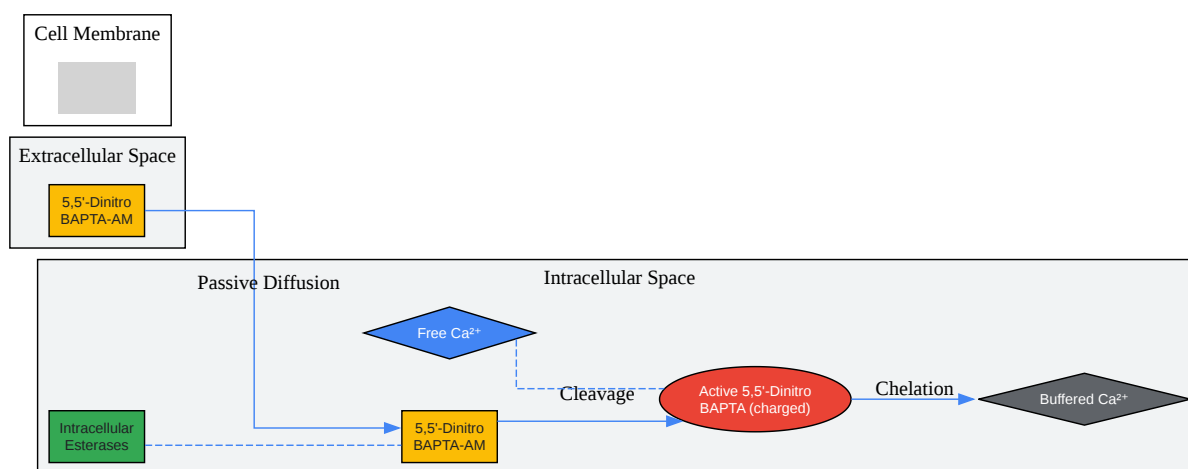 Cell Membrane
Extracellular Space
5,5'-Dinitro
BAPTA-AM
Intracellular Space
Passive Diffusion
Free Ca²⁺
Cleavage
Active 5,5'-Dinitro
BAPTA (charged)
Chelation
Buffered Ca²⁺
Intracellular
Esterases
5,5'-Dinitro
BAPTA-AM